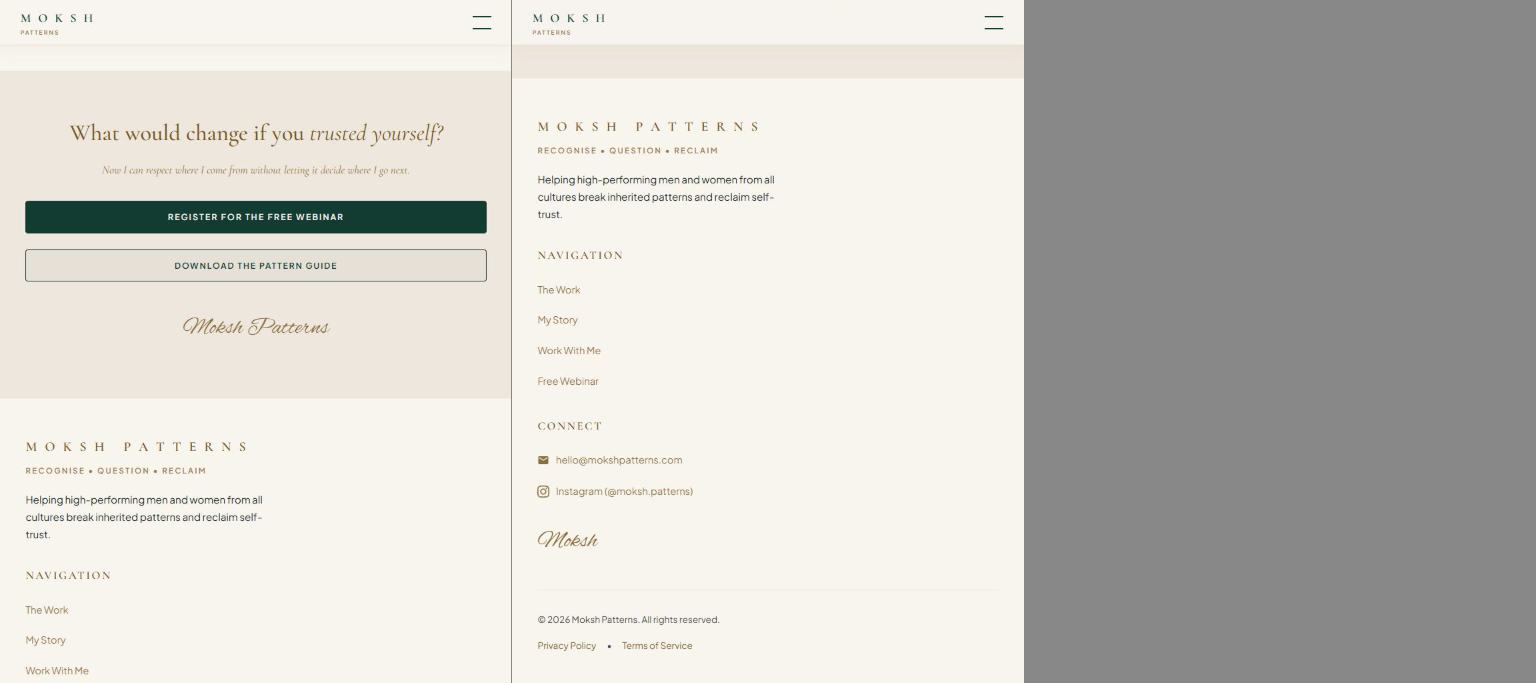 MOKSH
PATTERNS
What would change if you trusted yourself?
Now I can respect where I come from without letting it decide where I go next.
REGISTER FOR THE FREE WEBINAR
DOWNLOAD THE PATTERN GUIDE
Moksh Patterns
MOKSH PATTERNS
RECOGNISE • QUESTION • RECLAIM
Helping high-performing men and women from all
cultures break inherited patterns and reclaim self-
trust.
NAVIGATION
The Work
My Story
Work With Me
MOKSH
PATTERNS
MOKSH PATTERNS
RECOGNISE • QUESTION • RECLAIM
Helping high-performing men and women from all
cultures break inherited patterns and reclaim self-
trust.
NAVIGATION
The Work
My Story
Work With Me
Free Webinar
CONNECT
hello@mokshpatterns.com
Instagram (@moksh.patterns)
Moksh
© 2026 Moksh Patterns. All rights reserved.
Privacy Policy • Terms of Service